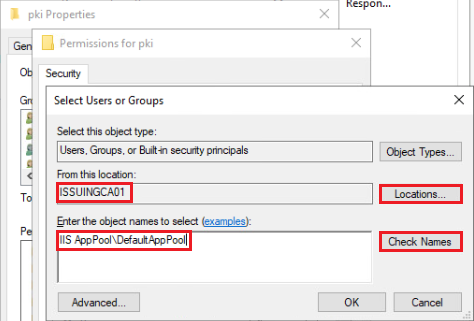 pki Properties
Respon...
Permissions for pki
Gen
Security
Ob
Select Users or Groups
Gr
Select this object type:
Users, Groups, or Built-in security principals
Object Types...
From this location:
To
ISSUINGCA01
Locations...
Enter the object names to select (examples):
Pe
IIS AppPool\DefaultAppPool
Check Names
Advanced...
OK
Cancel